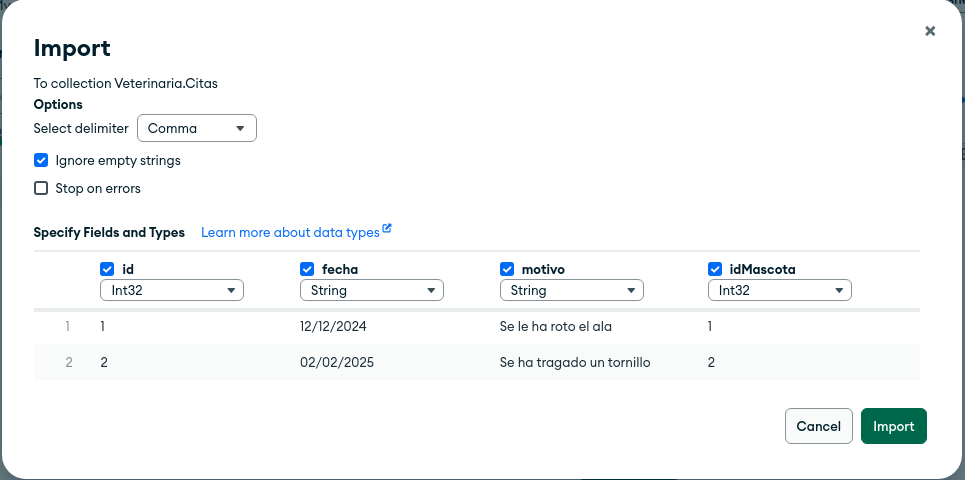 Import
To collection Veterinaria.Citas
Options
Select delimiter Comma
Ignore empty strings
Stop on errors
Specify Fields and Types Learn more about data types
id fecha motivo idMascota
Int32 String String Int32
1 1 12/12/2024 Se le ha roto el ala 1
2 2 02/02/2025 Se ha tragado un tornillo 2
Cancel Import